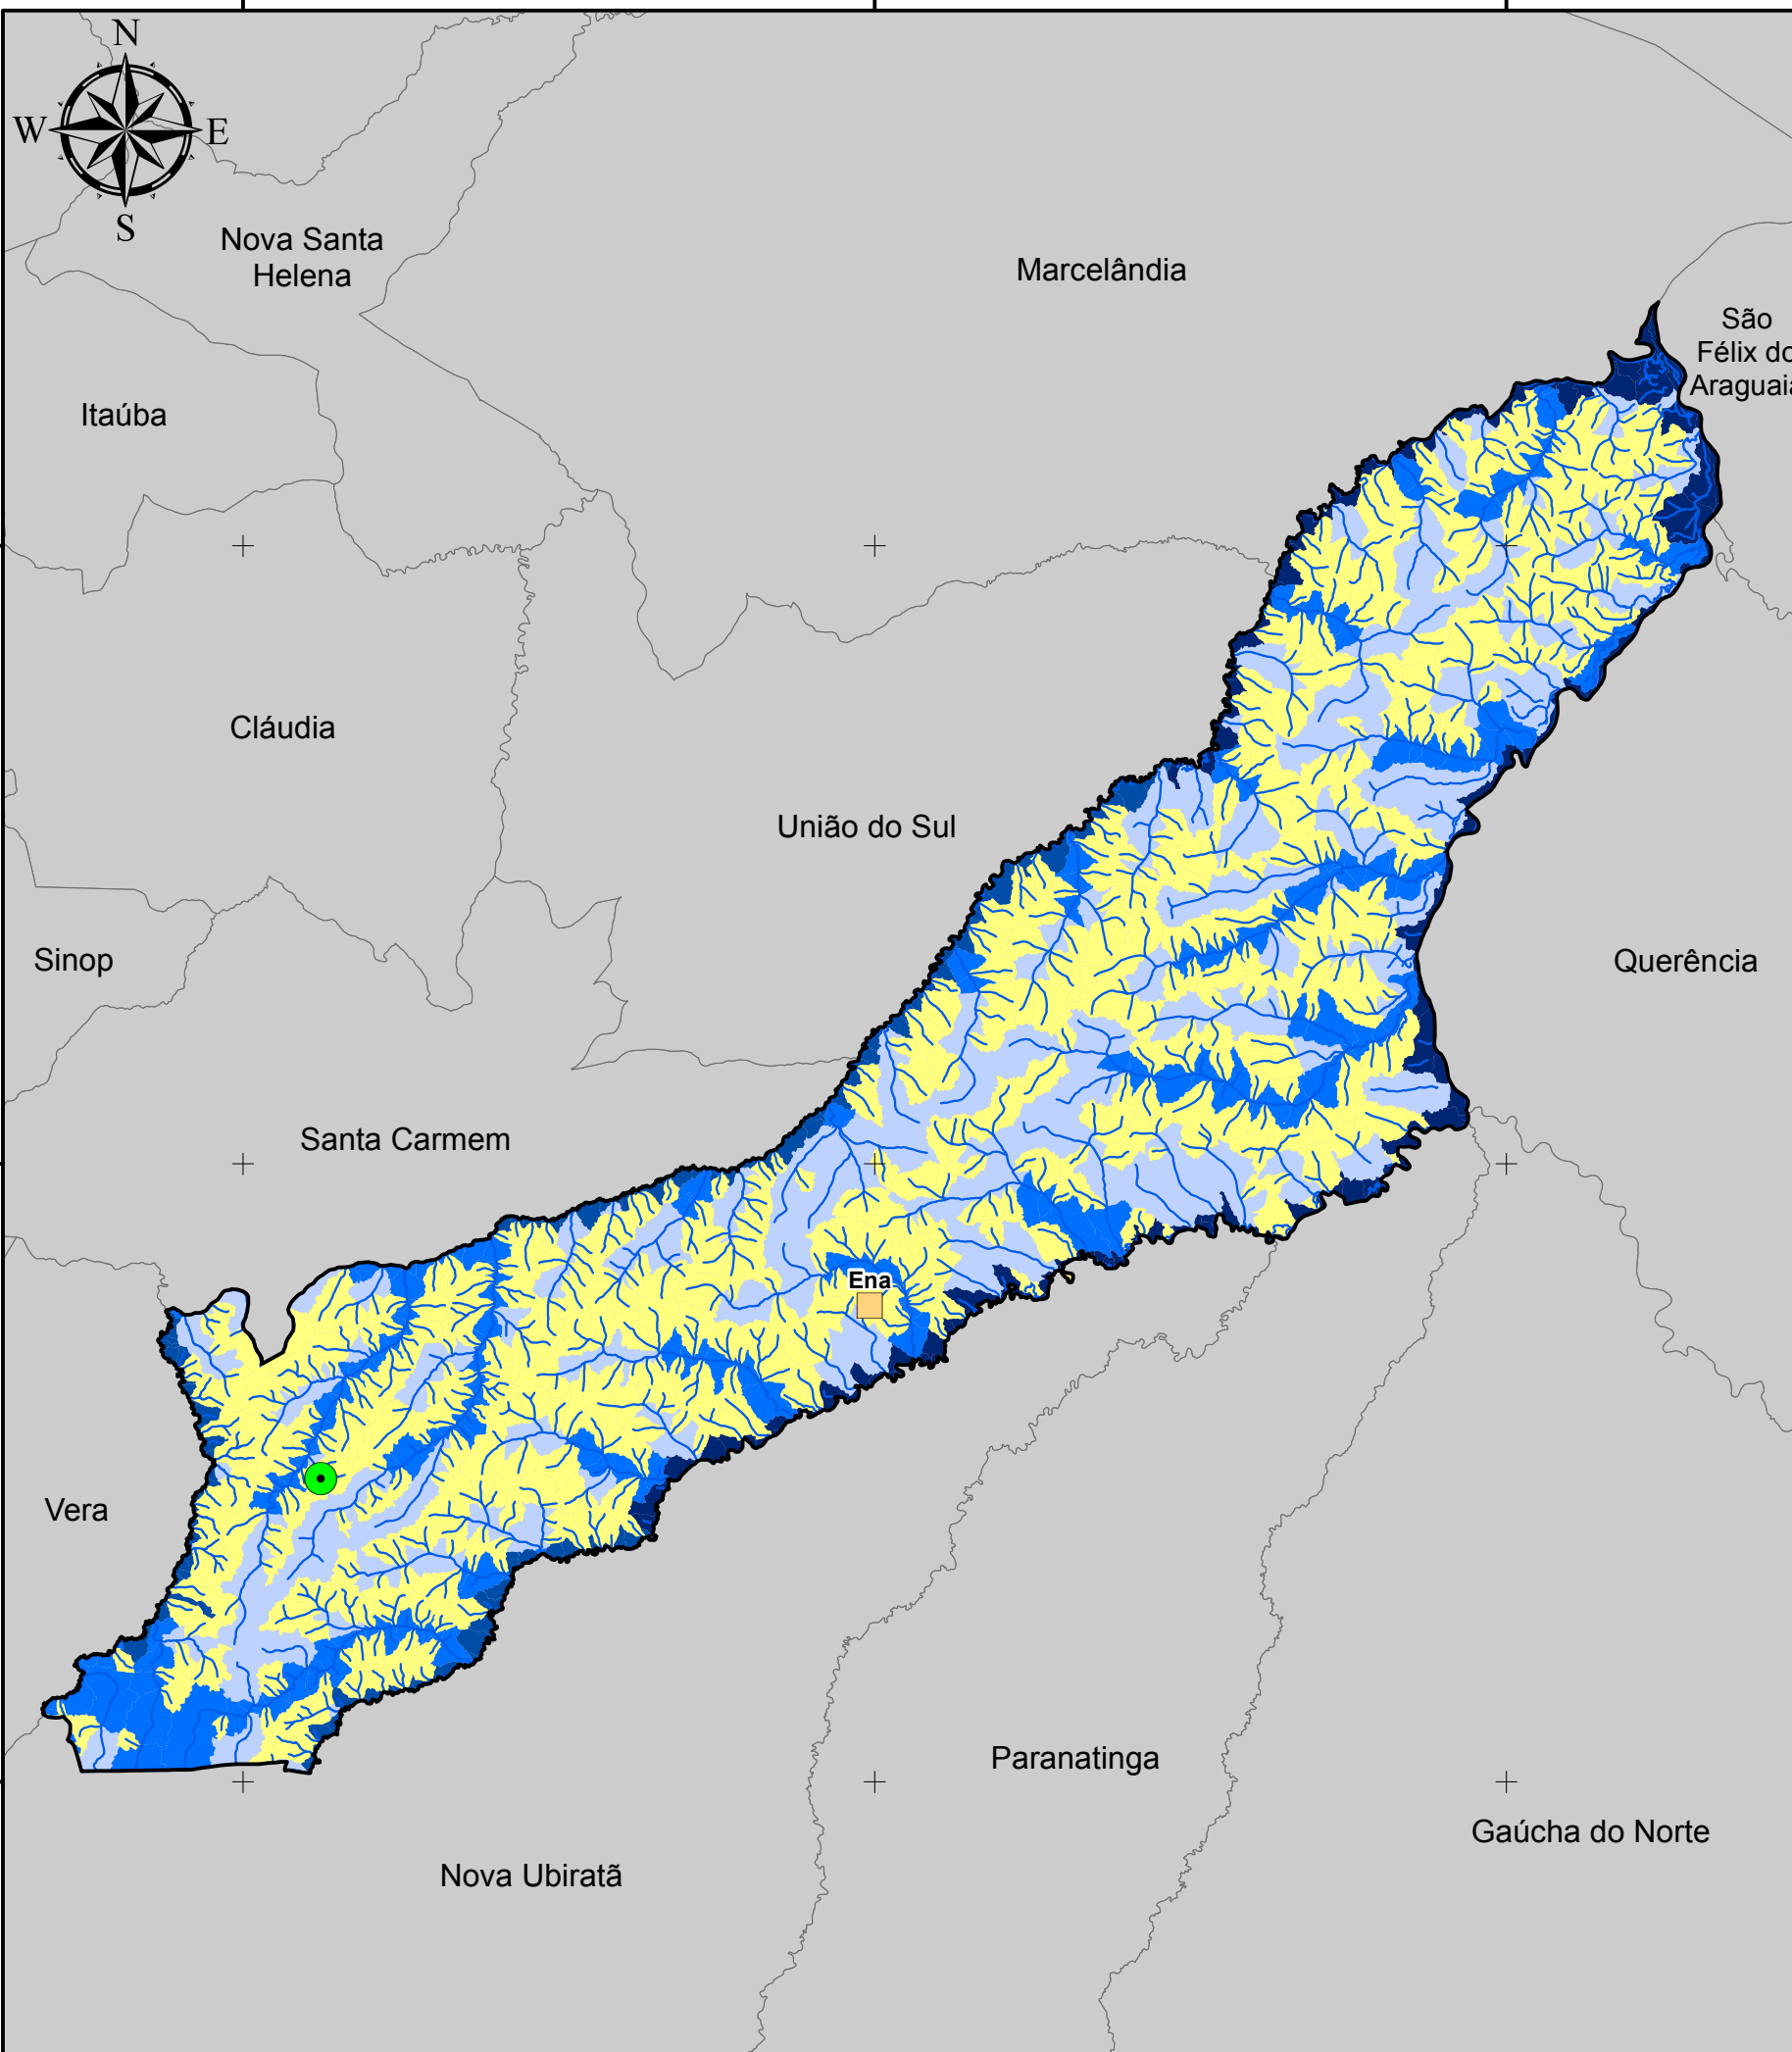 N
W
E
S
Nova Santa
Helena
Marcelândia
São
Félix do
Araguaia
Itaúba
Cláudia
União do Sul
Sinop
Querência
Santa Carmem
Ena
Vera
Paranatinga
Gaúcha do Norte
Nova Ubiratã